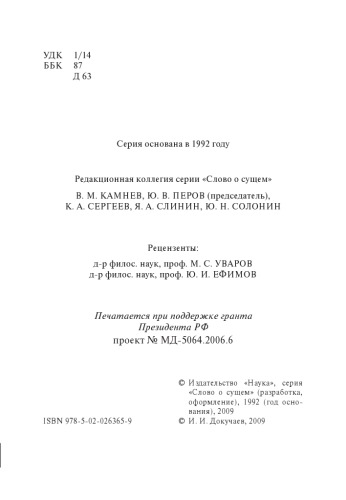 УДК 1/14
ББК 87
Д 63
Серия основана в 1992 году
Редакционная коллегия серии «Слово о сущем»
В. М. КАМНЕВ, Ю. В. ПЕРОВ (председатель),
К. А. СЕРГЕЕВ, Я. А. СЛИНИН, Ю. Н. СОЛОНИН
Рецензенты:
д-р филос. наук, проф. М. С. УВАРОВ
д-р филос. наук, проф. Ю. И. ЕФИМОВ
Печатается при поддержке гранта
Президента РФ
проект № МД-5064.2006.6
© Издательство «Наука», серия
«Слово о сущем» (разработка,
оформление), 1992 (год осно-
вания), 2009
ISBN 978-5-02-026365-9 © И. И. Докучаев, 2009